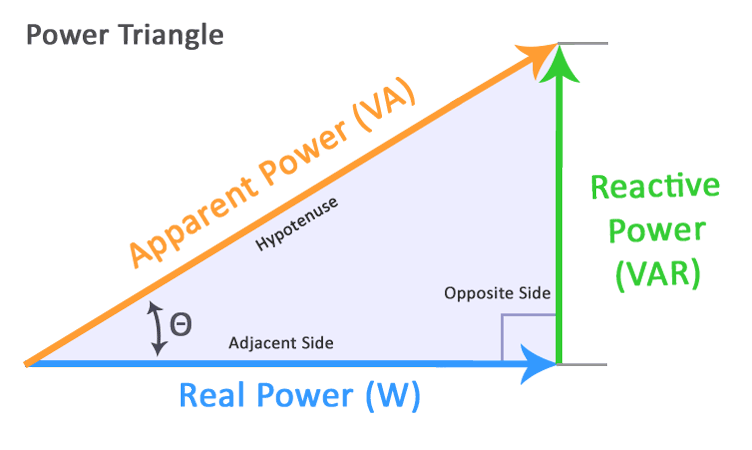 Power Triangle
Apparent Power (VA)
Hypotenuse
Reactive
Power
(VAR)
Opposite Side
Θ
Adjacent Side
Real Power (W)